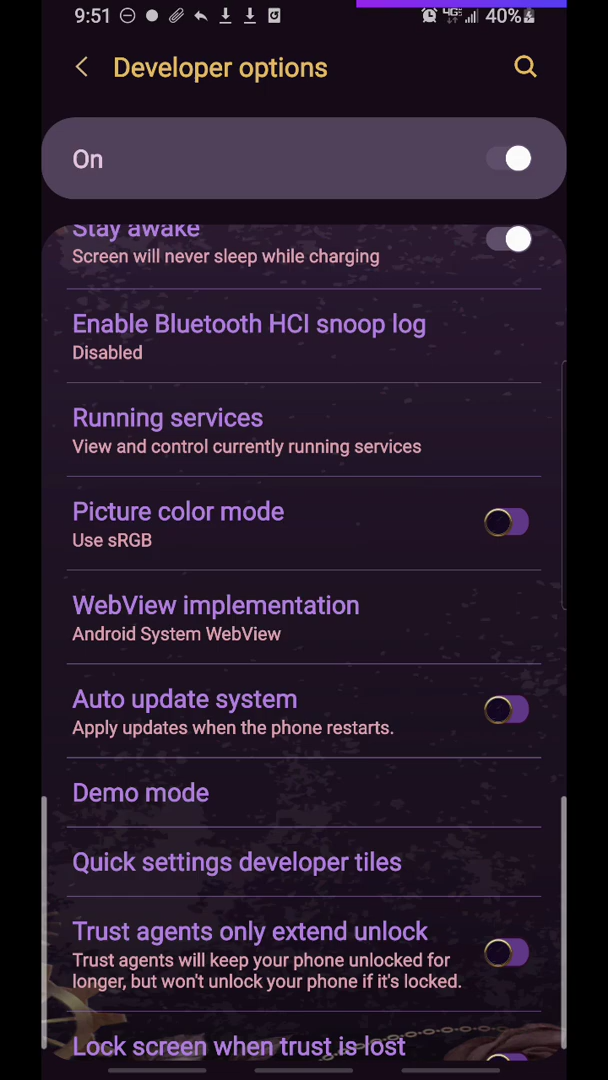 9:51
4GE 40%
Developer options
On
Stay awake
Screen will never sleep while charging
Enable Bluetooth HCI snoop log
Disabled
Running services
View and control currently running services
Picture color mode
Use sRGB
WebView implementation
Android System WebView
Auto update system
Apply updates when the phone restarts.
Demo mode
Quick settings developer tiles
Trust agents only extend unlock
Trust agents will keep your phone unlocked for
longer, but won't unlock your phone if it's locked.
Lock screen when trust is lost